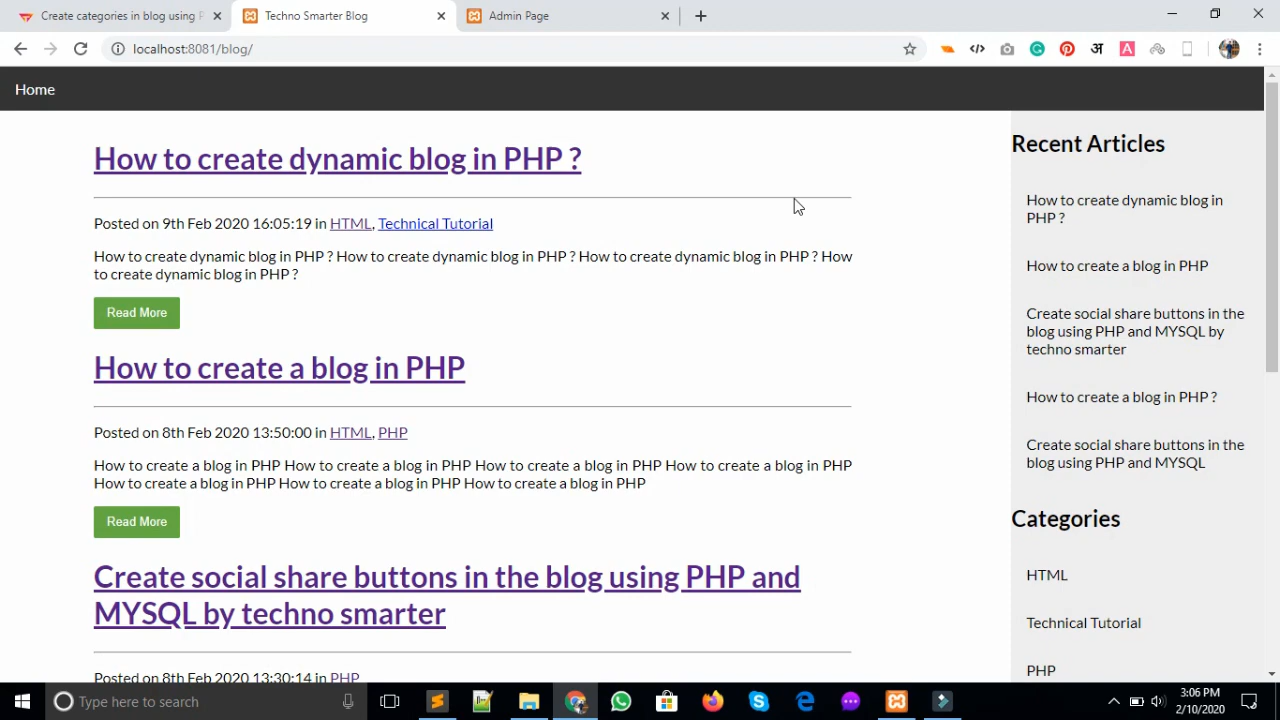 Create categories in blog using P
Techno Smarter Blog
Admin Page
localhost:8081/blog/
Home
How to create dynamic blog in PHP ?
Posted on 9th Feb 2020 16:05:19 in HTML, Technical Tutorial
How to create dynamic blog in PHP ? How to create dynamic blog in PHP ? How to create dynamic blog in PHP ? How
to create dynamic blog in PHP ?
Read More
How to create a blog in PHP
Posted on 8th Feb 2020 13:50:00 in HTML, PHP
How to create a blog in PHP How to create a blog in PHP How to create a blog in PHP How to create a blog in PHP
How to create a blog in PHP How to create a blog in PHP How to create a blog in PHP
Read More
Create social share buttons in the blog using PHP and
MYSQL by techno smarter
Posted on 8th Feb 2020 13:30:14 in PHP
Recent Articles
How to create dynamic blog in
PHP ?
How to create a blog in PHP
Create social share buttons in the
blog using PHP and MYSQL by
techno smarter
How to create a blog in PHP ?
Create social share buttons in the
blog using PHP and MYSQL
Categories
HTML
Technical Tutorial
PHP
Type here to search
3:06 PM
2/10/2020